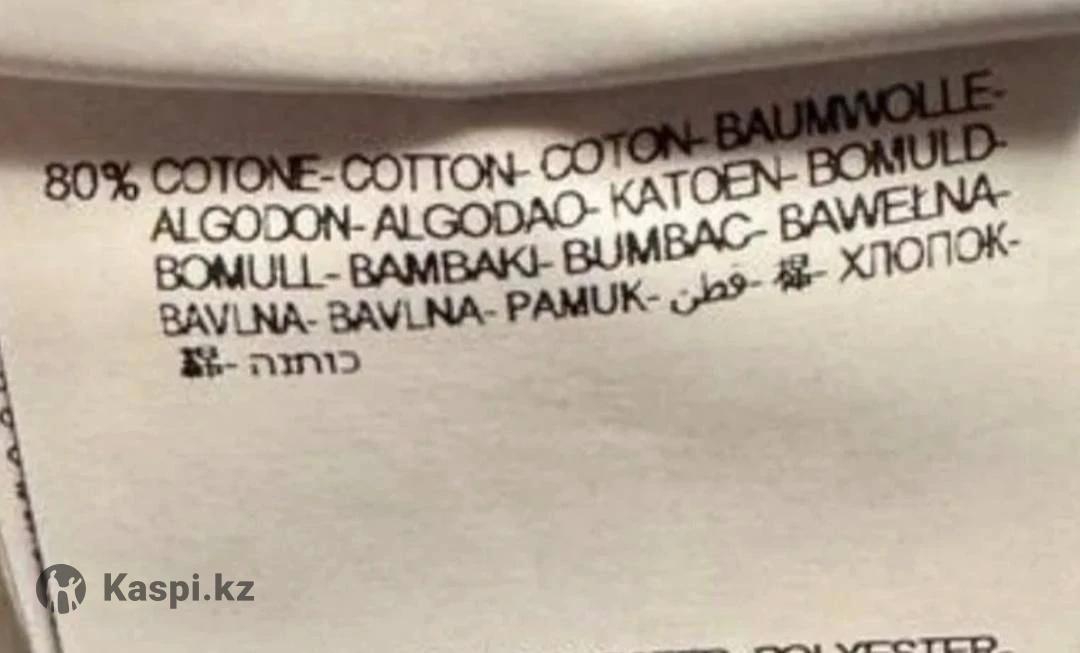 80% COTONE-COTTON- COTON- BAUMWOLLE-
ALGODON- ALGODAO- KATOEN- BOMULD-
BOMULL- BAMBAKI- BUMBAC- BAWEŁNA-
BAVLNA- BAVLNA- PAMUK- قطن- 棉- ХЛОПОК-
כותנה -
Kaspi.kz
POLYESTER-